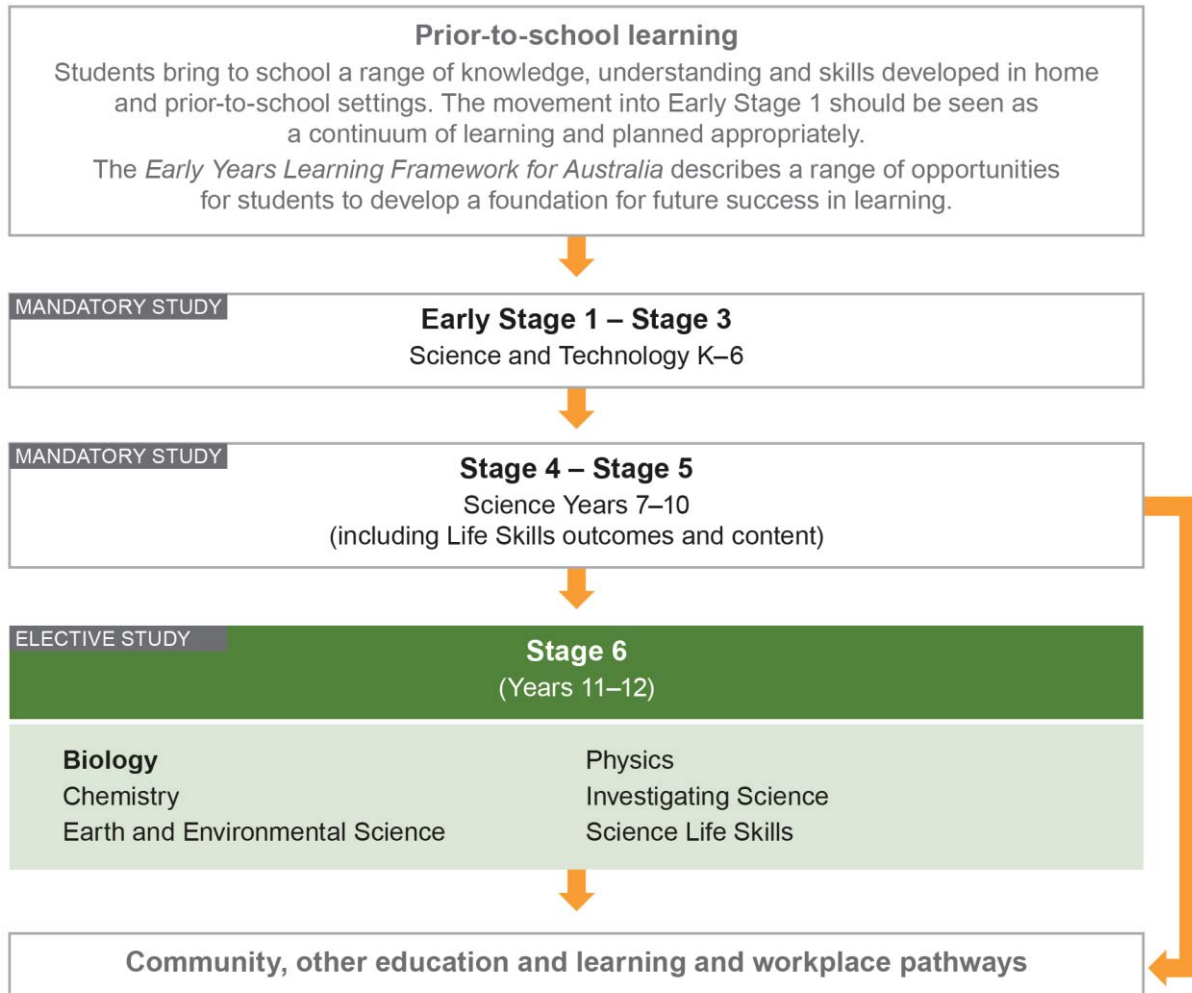 Prior-to-school learning
Students bring to school a range of knowledge, understanding and skills developed in home
and prior-to-school settings. The movement into Early Stage 1 should be seen as
a continuum of learning and planned appropriately.
The Early Years Learning Framework for Australia describes a range of opportunities
for students to develop a foundation for future success in learning.
MANDATORY STUDY
Early Stage 1 – Stage 3
Science and Technology K–6
MANDATORY STUDY
Stage 4 – Stage 5
Science Years 7–10
(including Life Skills outcomes and content)
ELECTIVE STUDY
Stage 6
(Years 11–12)
Biology
Chemistry
Earth and Environmental Science
Physics
Investigating Science
Science Life Skills
Community, other education and learning and workplace pathways